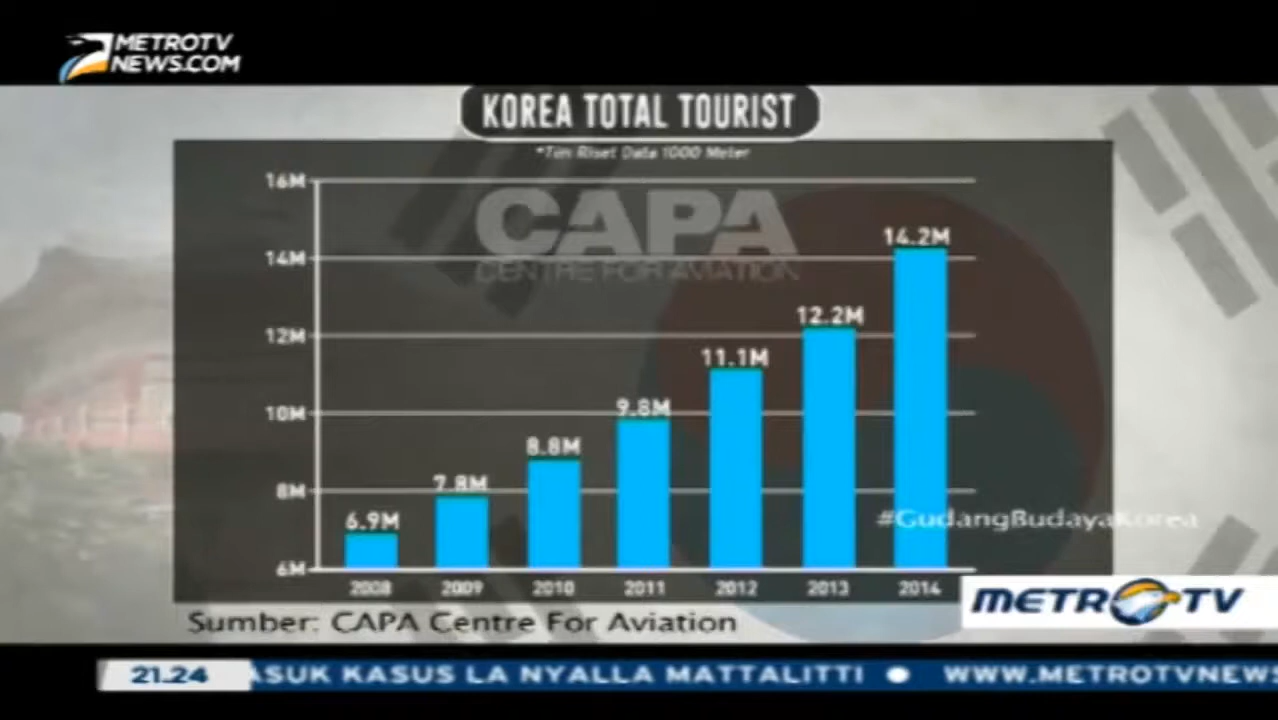 METROTV
NEWS.COM
KOREA TOTAL TOURIST
*Tim Riset Data 1000 Meter
CAPA
CENTRE FOR AVIATION
16M
14M
12M
10M
8M
6M
6.9M
7.8M
8.8M
9.8M
11.1M
12.2M
14.2M
2008 2009 2010 2011 2012 2013 2014
#GudangBudayaKorea
METRO TV
Sumber: CAPA Centre For Aviation
21.24 ASUK KASUS LA NYALLA MATTALITTI ● WWW.METROTVNEWS